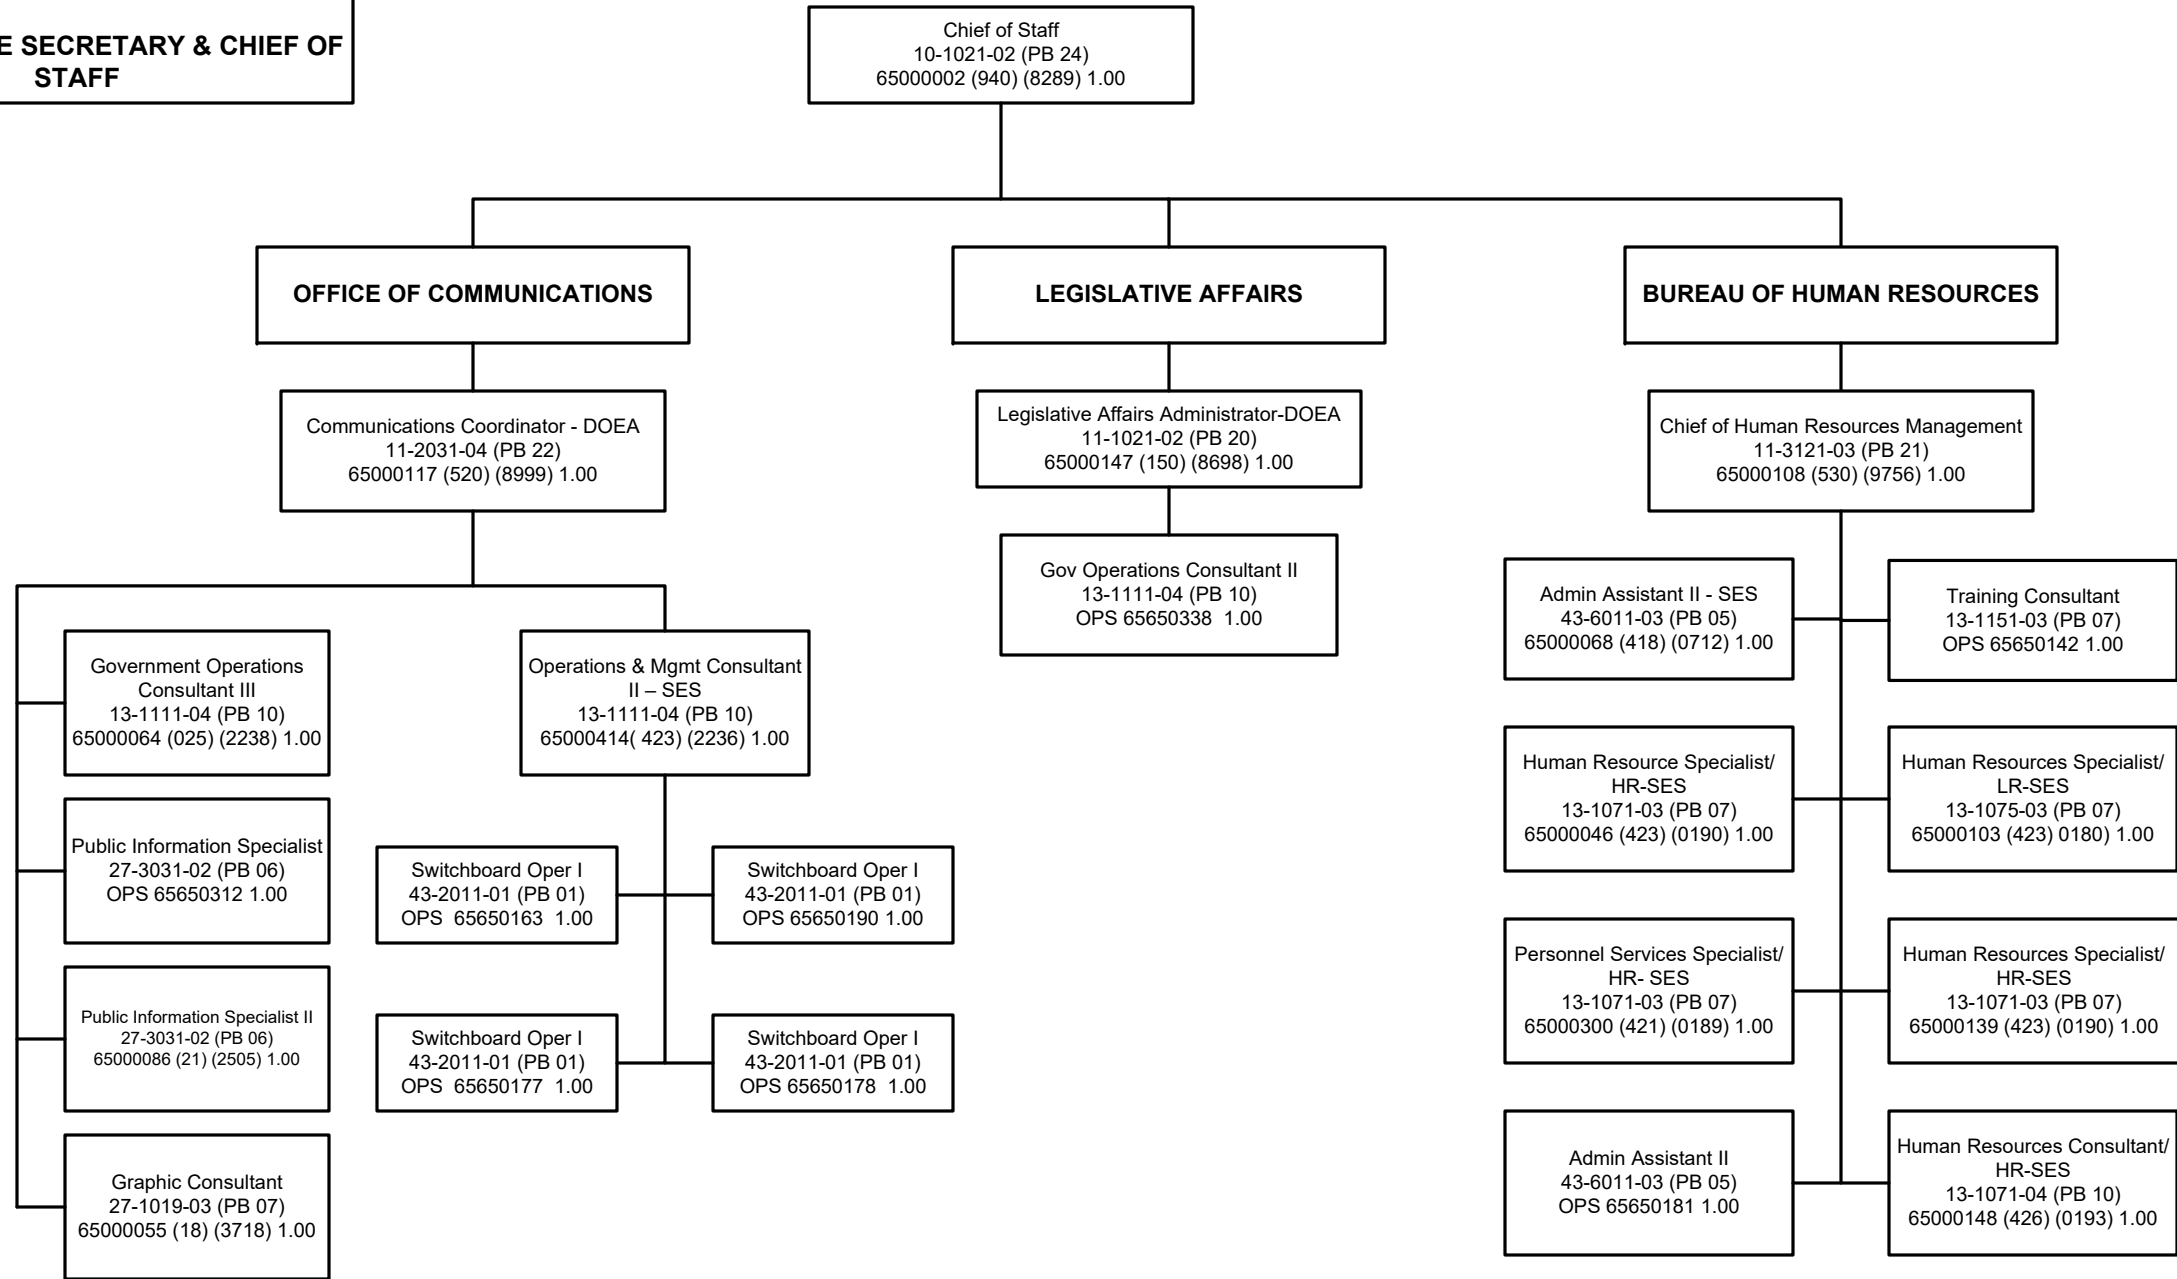 SECRETARY & CHIEF OF
STAFF
Chief of Staff
10-1021-02 (PB 24)
65000002 (940) (8289) 1.00
OFFICE OF COMMUNICATIONS
LEGISLATIVE AFFAIRS
BUREAU OF HUMAN RESOURCES
Communications Coordinator - DOEA
11-2031-04 (PB 22)
65000117 (520) (8999) 1.00
Legislative Affairs Administrator-DOEA
11-1021-02 (PB 20)
65000147 (150) (8698) 1.00
Chief of Human Resources Management
11-3121-03 (PB 21)
65000108 (530) (9756) 1.00
Gov Operations Consultant II
13-1111-04 (PB 10)
OPS 65650338  1.00
Government Operations
Consultant III
13-1111-04 (PB 10)
65000064 (025) (2238) 1.00
Public Information Specialist
27-3031-02 (PB 06)
OPS 65650312 1.00
Public Information Specialist II
27-3031-02 (PB 06)
65000086 (21) (2505) 1.00
Graphic Consultant
27-1019-03 (PB 07)
65000055 (18) (3718) 1.00
Operations & Mgmt Consultant
II – SES
13-1111-04 (PB 10)
65000414( 423) (2236) 1.00
Switchboard Oper I
43-2011-01 (PB 01)
OPS  65650163  1.00
Switchboard Oper I
43-2011-01 (PB 01)
OPS 65650190  1.00
Switchboard Oper I
43-2011-01 (PB 01)
OPS  65650177  1.00
Switchboard Oper I
43-2011-01 (PB 01)
OPS 65650178  1.00
Admin Assistant II - SES
43-6011-03 (PB 05)
65000068 (418) (0712) 1.00
Training Consultant
13-1151-03 (PB 07)
OPS 65650142 1.00
Human Resource Specialist/
HR-SES
13-1071-03 (PB 07)
65000046 (423) (0190) 1.00
Human Resources Specialist/
LR-SES
13-1075-03 (PB 07)
65000103 (423) 0180) 1.00
Personnel Services Specialist/
HR- SES
13-1071-03 (PB 07)
65000300 (421) (0189) 1.00
Human Resources Specialist/
HR-SES
13-1071-03 (PB 07)
65000139 (423) (0190) 1.00
Admin Assistant II
43-6011-03 (PB 05)
OPS 65650181 1.00
Human Resources Consultant/
HR-SES
13-1071-04 (PB 10)
65000148 (426) (0193) 1.00